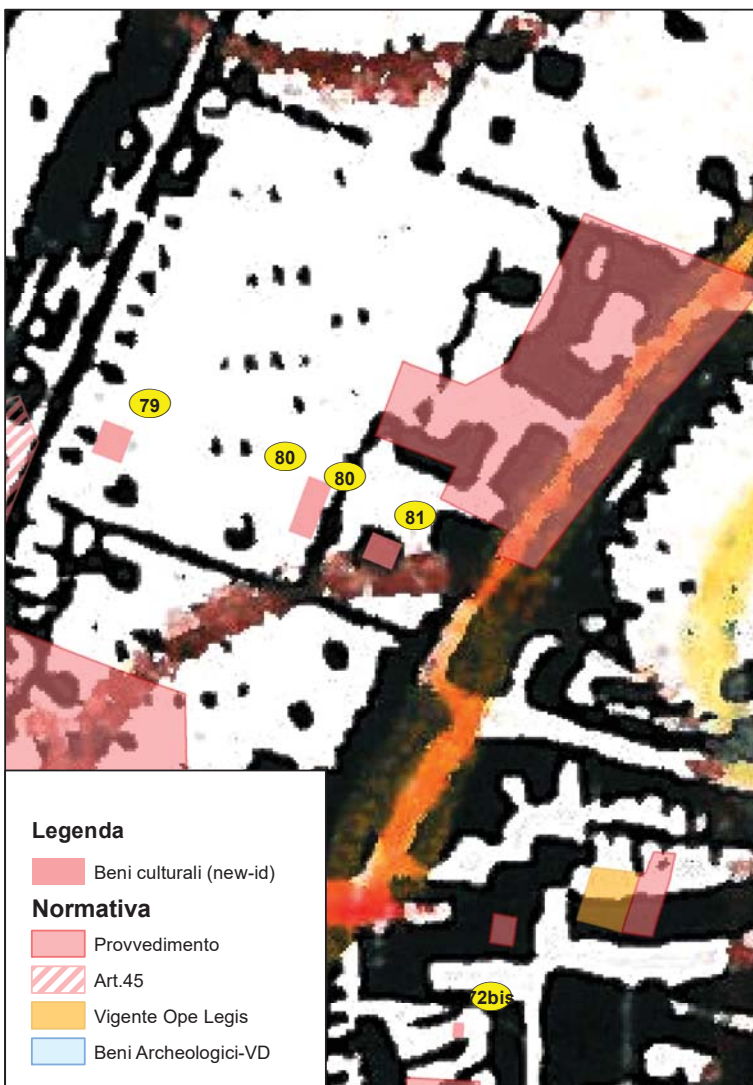 79
80
80
81
72bis
Legenda
Beni culturali (new-id)
Normativa
Provvedimento
Art.45
Vigente Ope Legis
Beni Archeologici-VD